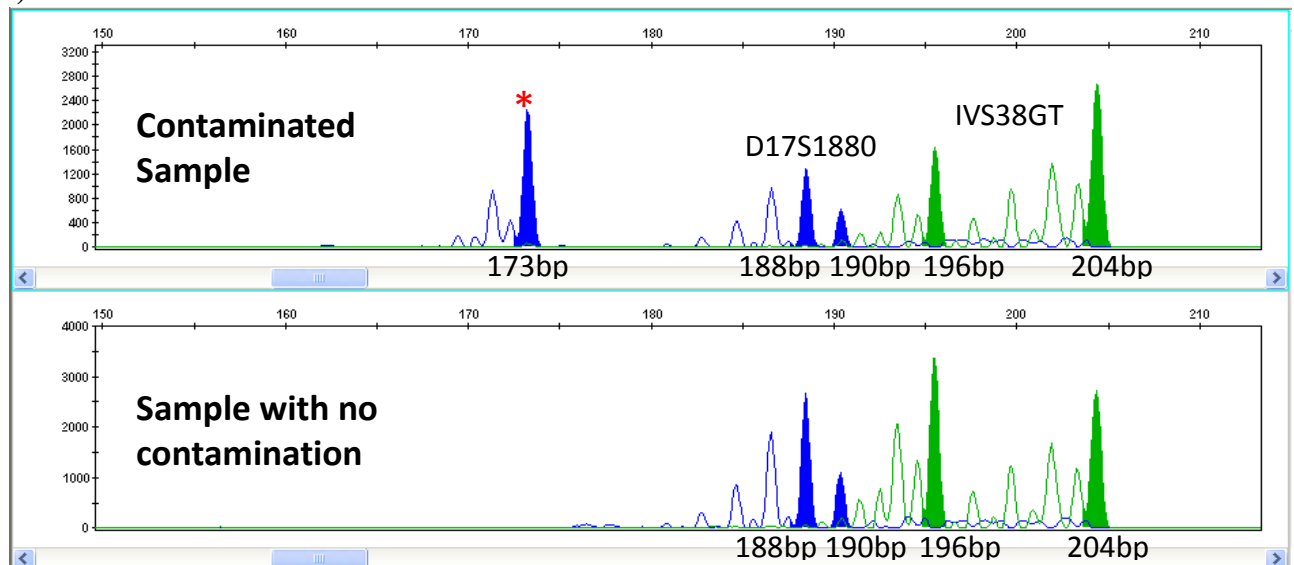 )
150 160 170 180 190 200 210
3200
2800
2400
2000
1600
1200
800
400
0
*
Contaminated
Sample
D17S1880
IVS38GT
173bp 188bp 190bp 196bp 204bp
150 160 170 180 190 200 210
4000
3000
2000
1000
0
Sample with no
contamination
188bp 190bp 196bp 204bp